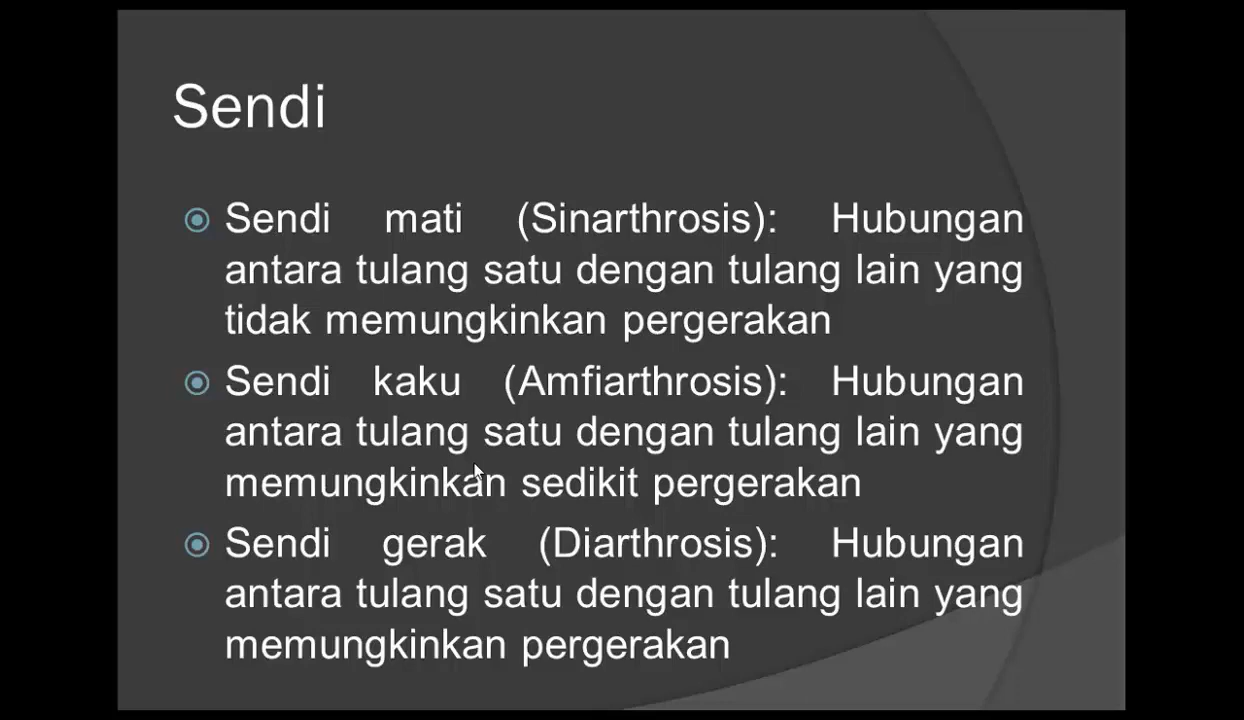 Sendi
Sendi mati (Sinarthrosis): Hubungan
antara tulang satu dengan tulang lain yang
tidak memungkinkan pergerakan
Sendi kaku (Amfiarthrosis): Hubungan
antara tulang satu dengan tulang lain yang
memungkinkan sedikit pergerakan
Sendi gerak (Diarthrosis): Hubungan
antara tulang satu dengan tulang lain yang
memungkinkan pergerakan